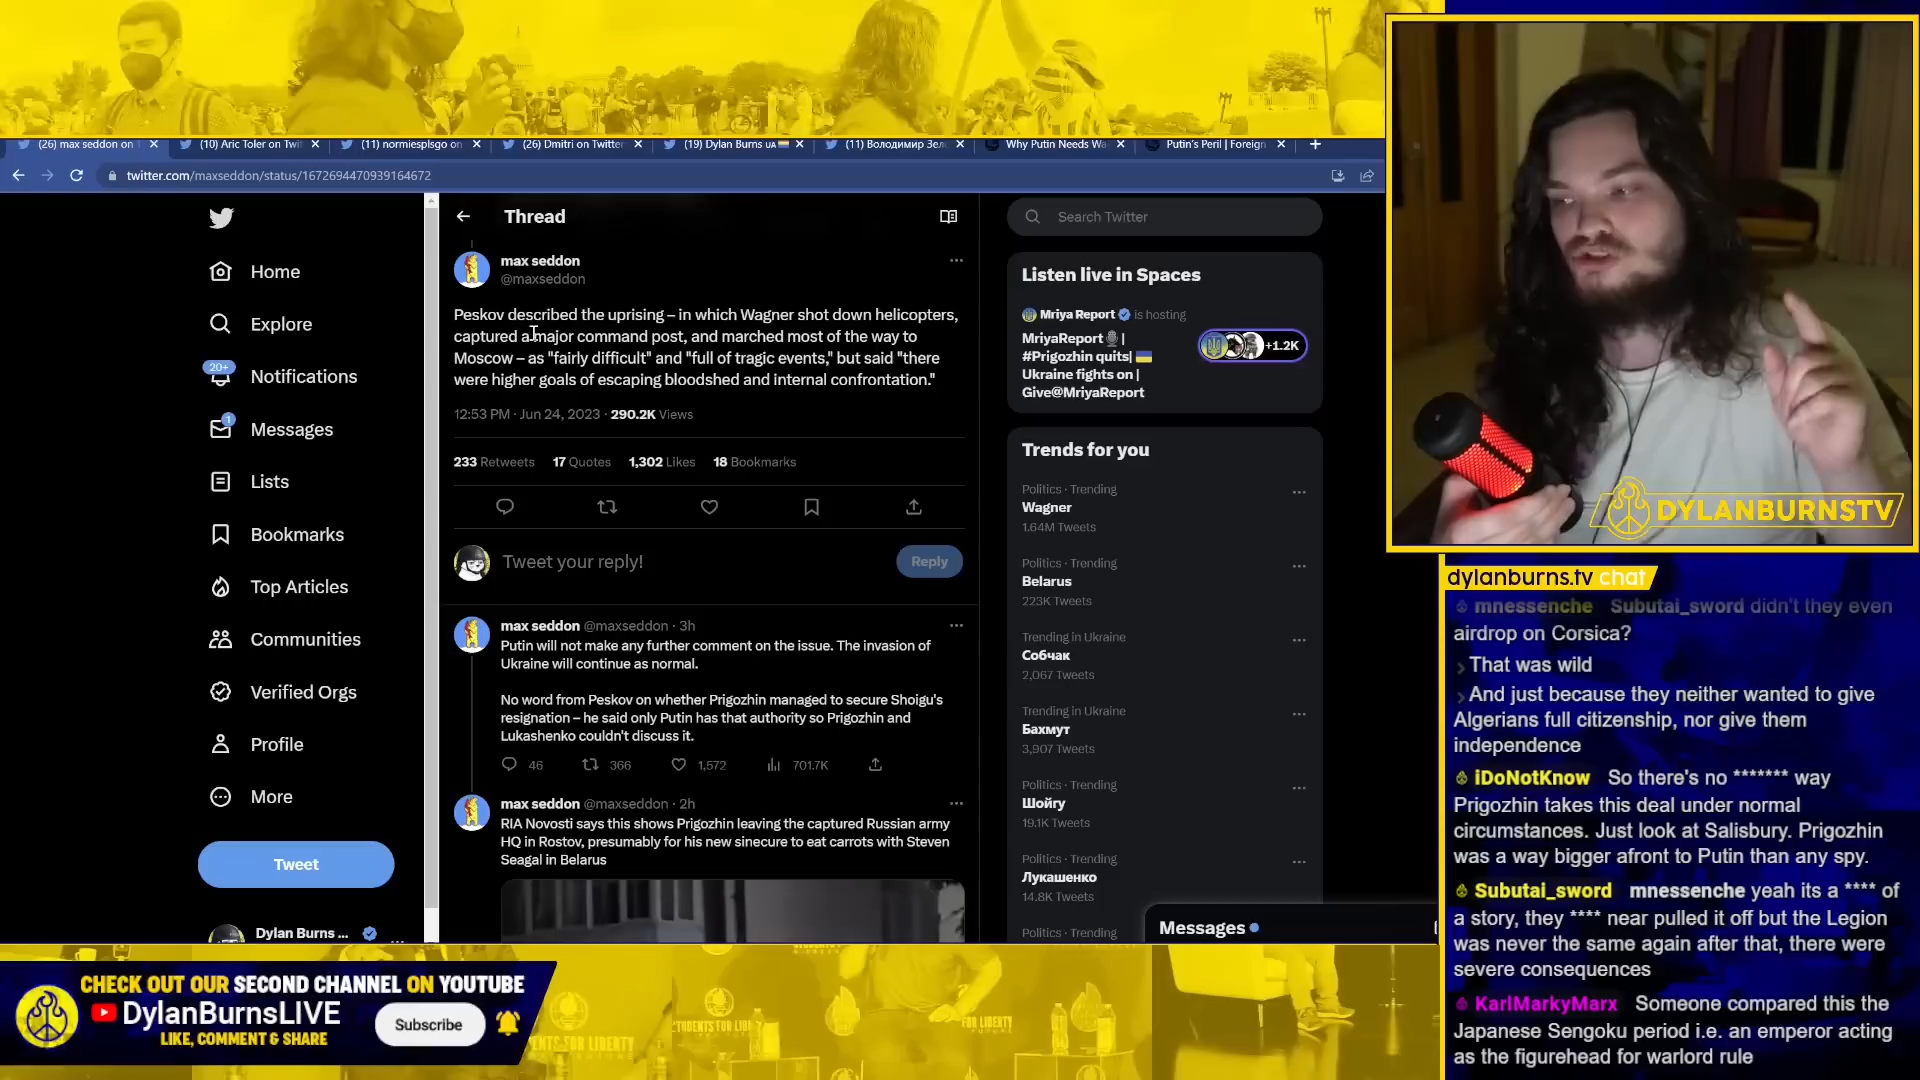 (26) max seddon on
(10) Aric Toler on Twit
(11) normiesplsgo on
(26) Dmitri on Twitter
(19) Dylan Burns
(11) Володимир Зел
Why Putin Needs Wa
Putin's Peril | Foreign
twitter.com/maxseddon/status/1672694470939164672
Home
Explore
20+
Notifications
1
Messages
Lists
Bookmarks
Top Articles
Communities
Verified Orgs
Profile
More
Tweet
Dylan Burns ...
Thread
max seddon
@maxseddon
Peskov described the uprising – in which Wagner shot down helicopters,
captured a major command post, and marched most of the way to
Moscow – as "fairly difficult" and "full of tragic events," but said "there
were higher goals of escaping bloodshed and internal confrontation."
12:53 PM · Jun 24, 2023 · 290.2K Views
233 Retweets 17 Quotes 1,302 Likes 18 Bookmarks
Tweet your reply!
Reply
max seddon @maxseddon · 3h
Putin will not make any further comment on the issue. The invasion of
Ukraine will continue as normal.
No word from Peskov on whether Prigozhin managed to secure Shoigu's
resignation – he said only Putin has that authority so Prigozhin and
Lukashenko couldn't discuss it.
46 366 1,572 701.7K
max seddon @maxseddon · 2h
RIA Novosti says this shows Prigozhin leaving the captured Russian army
HQ in Rostov, presumably for his new sinecure to eat carrots with Steven
Seagal in Belarus
Search Twitter
Listen live in Spaces
Mriya Report is hosting
MriyaReport |
#Prigozhin quits|
Ukraine fights on |
Give@MriyaReport
+1.2K
Trends for you
Politics · Trending
Wagner
1.64M Tweets
Politics · Trending
Belarus
223K Tweets
Trending in Ukraine
Собчак
2,067 Tweets
Trending in Ukraine
Бахмут
3,907 Tweets
Politics · Trending
Шойгу
19.1K Tweets
Politics · Trending
Лукашенко
14.8K Tweets
Politics · Trending
Messages
DYLANBURNSTV
dylanburns.tv chat
mnessenche Subutai_sword didn't they even
airdrop on Corsica?
That was wild
And just because they neither wanted to give
Algerians full citizenship, nor give them
independence
iDoNotKnow So there's no ******* way
Prigozhin takes this deal under normal
circumstances. Just look at Salisbury. Prigozhin
was a way bigger afront to Putin than any spy.
Subutai_sword mnessenche yeah its a **** of
a story, they **** near pulled it off but the Legion
was never the same again after that, there were
severe consequences
KarlMarkyMarx Someone compared this the
Japanese Sengoku period i.e. an emperor acting
as the figurehead for warlord rule
CHECK OUT OUR SECOND CHANNEL ON YOUTUBE
DylanBurnsLIVE
LIKE, COMMENT & SHARE
Subscribe